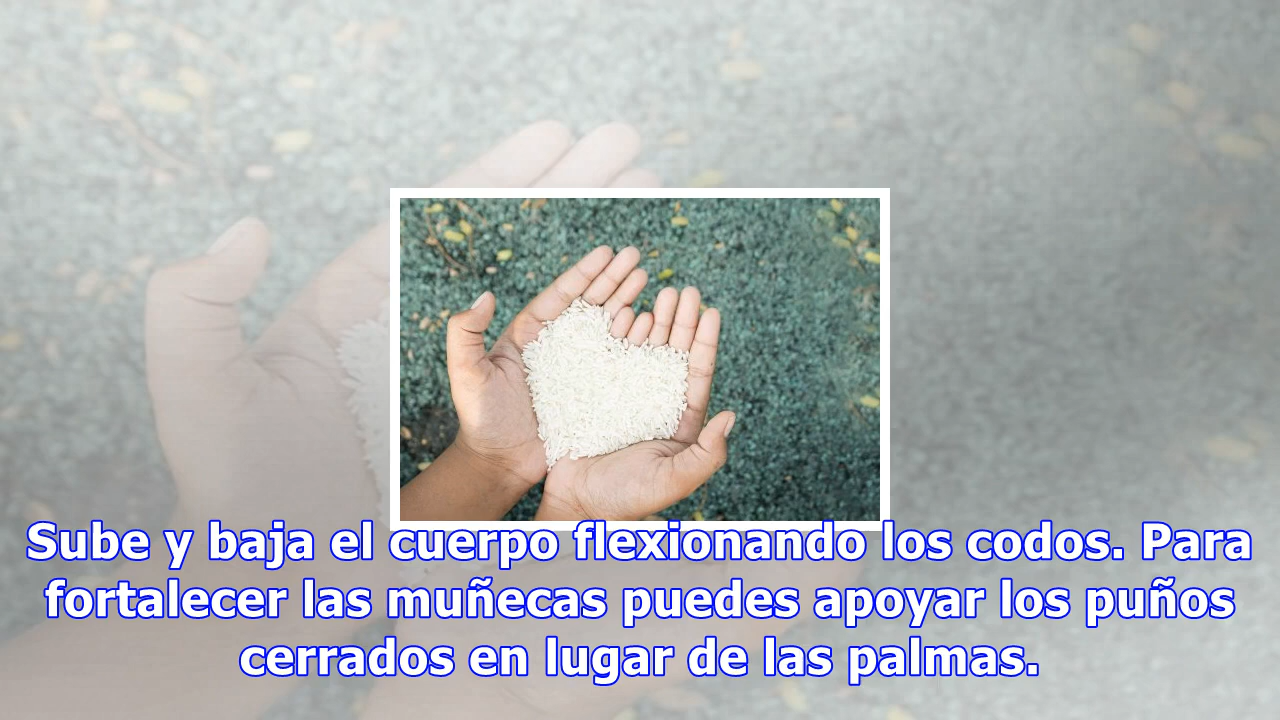 Sube y baja el cuerpo flexionando los codos. Para
fortalecer las muñecas puedes apoyar los puños
cerrados en lugar de las palmas.